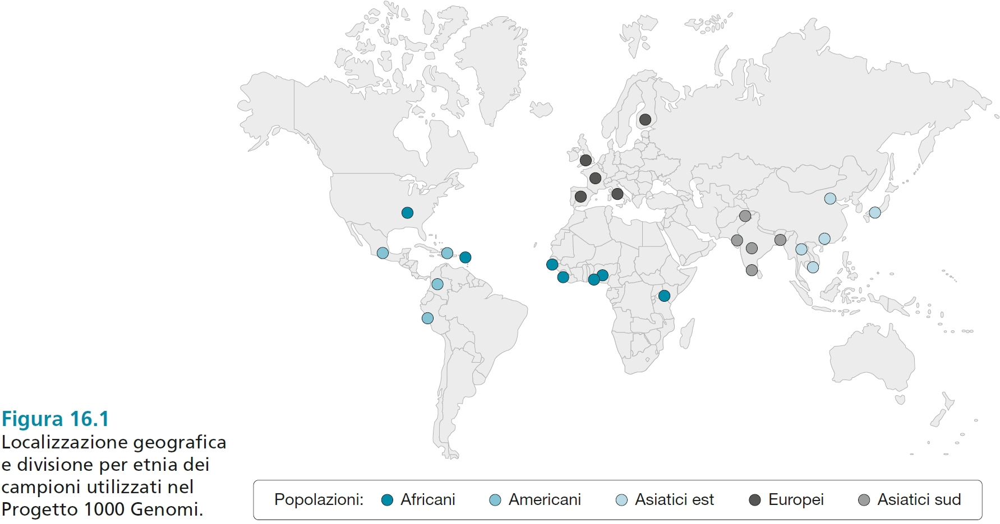 Figura 16.1
Localizzazione geografica
e divisione per etnia dei
campioni utilizzati nel
Progetto 1000 Genomi.
Popolazioni: Africani Americani Asiatici est Europei Asiatici sud